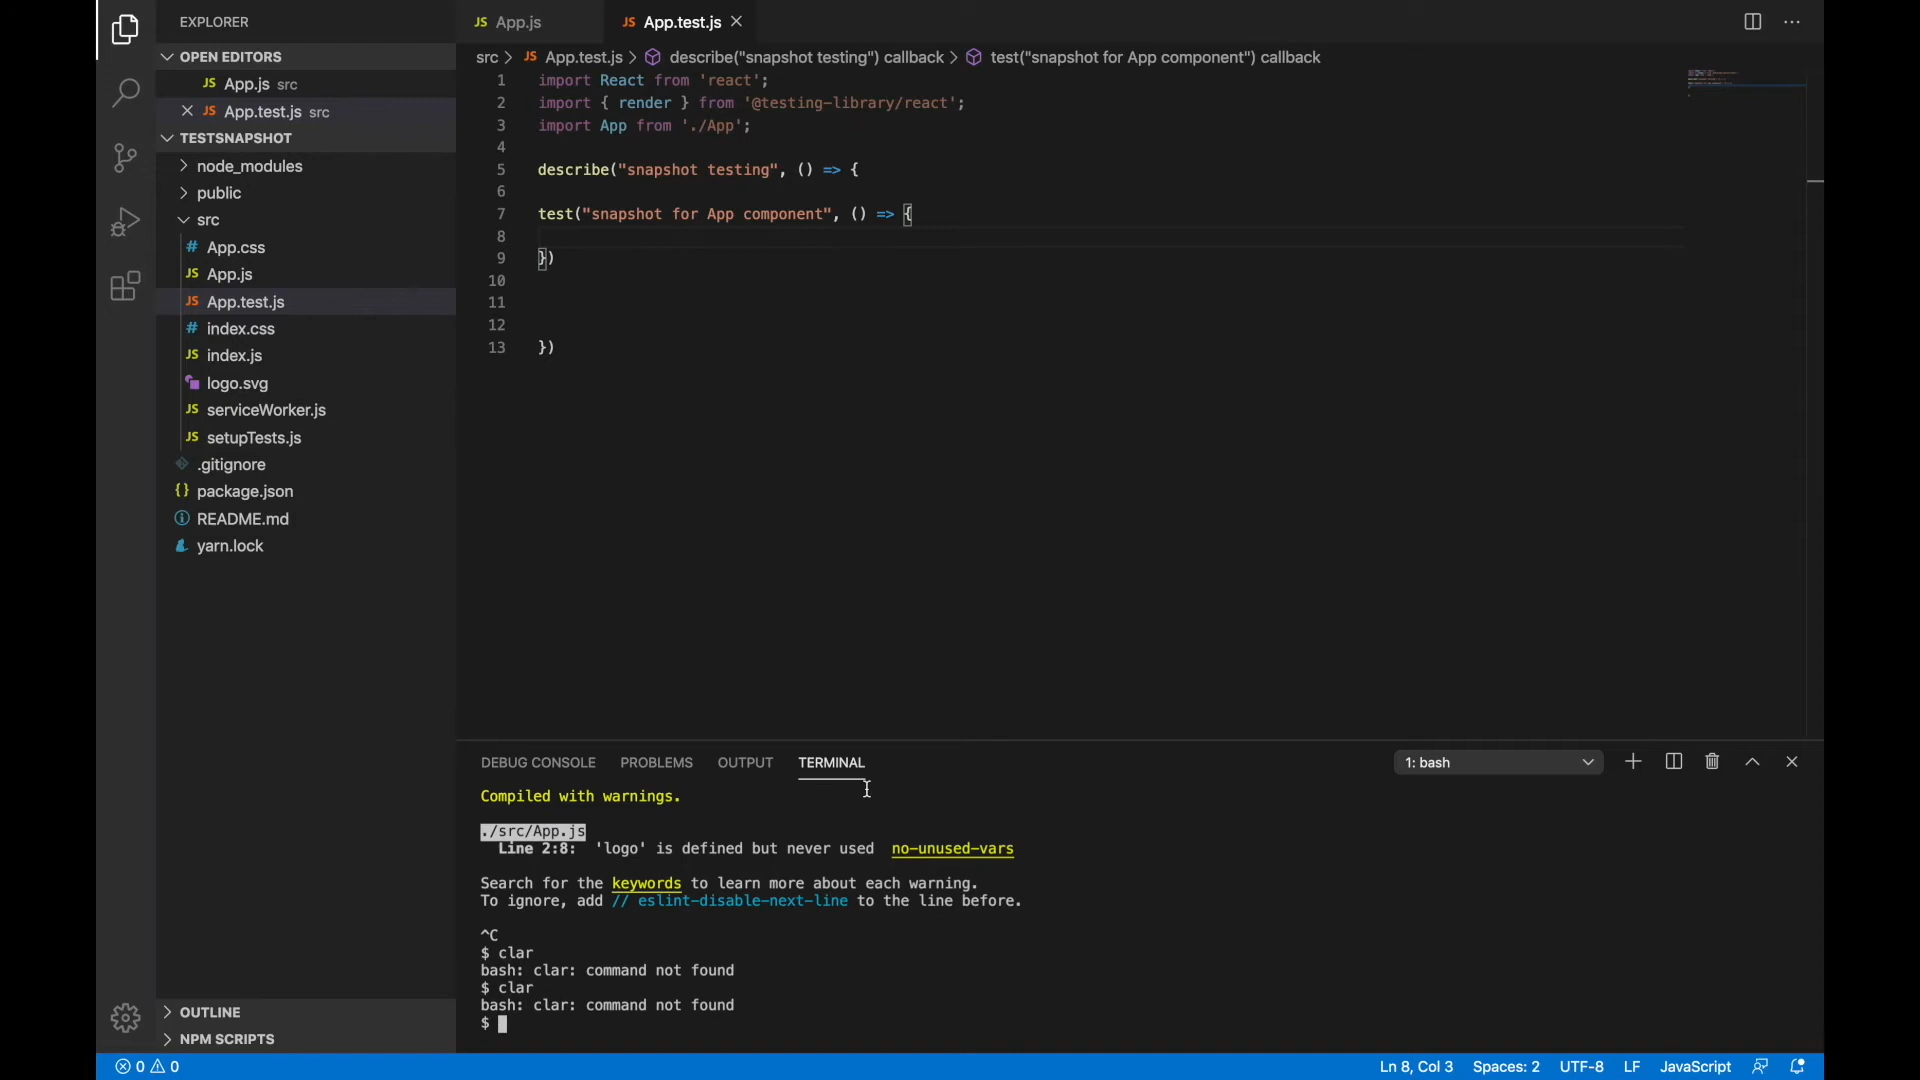 EXPLORER
OPEN EDITORS
JS App.js src
JS App.test.js src
TESTSNAPSHOT
node_modules
public
src
# App.css
JS App.js
JS App.test.js
# index.css
JS index.js
logo.svg
JS serviceWorker.js
JS setupTests.js
.gitignore
{} package.json
README.md
yarn.lock
OUTLINE
NPM SCRIPTS
JS App.js
JS App.test.js
src > JS App.test.js > describe("snapshot testing") callback > test("snapshot for App component") callback
1 import React from 'react';
2 import { render } from '@testing-library/react';
3 import App from './App';
4
5 describe("snapshot testing", () => {
6
7 test("snapshot for App component", () => {
8
9 })
10
11
12
13 })
DEBUG CONSOLE PROBLEMS OUTPUT TERMINAL
1: bash
Compiled with warnings.
./src/App.js
Line 2:8: 'logo' is defined but never used no-unused-vars
Search for the keywords to learn more about each warning.
To ignore, add // eslint-disable-next-line to the line before.
^C
$ clar
bash: clar: command not found
$ clar
bash: clar: command not found
$
0 0
Ln 8, Col 3 Spaces: 2 UTF-8 LF JavaScript